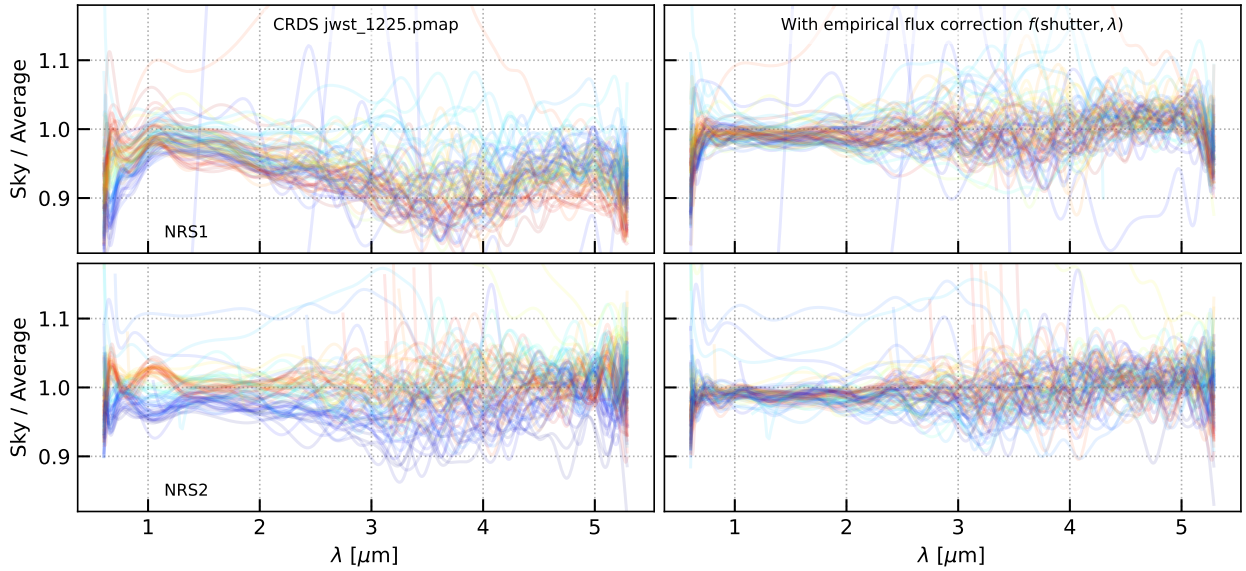 CRDS jwst_1225.pmap
With empirical flux correction f(shutter, λ)
Sky / Average
1.1
1.0
0.9
NRS1
Sky / Average
1.1
1.0
0.9
NRS2
1 2 3 4 5
1 2 3 4 5
λ [μm]
λ [μm]